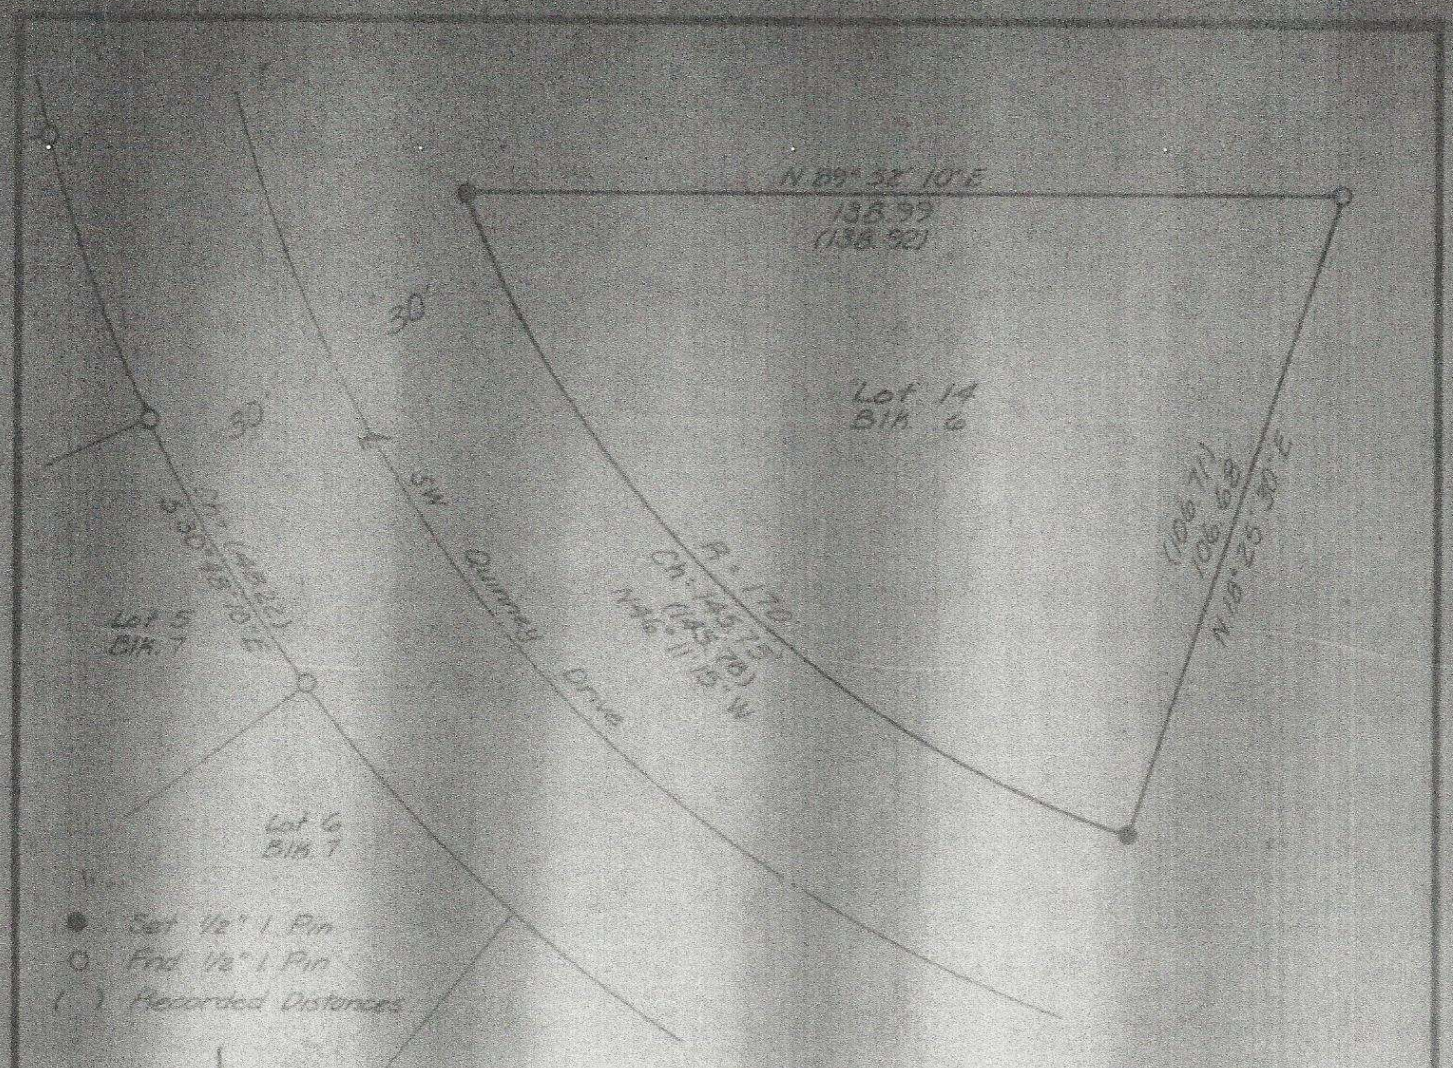 N 89° 32' 10" E
138.99
(138.92)
30'
30'
Lot 14
Blk 6
(106.71)
106.68
N 18° 25' 30" E
SW Quinney Drive
R = 170'
Ch = 145.75'
(145.78)
N46° 11' 15" W
Ch = (48.22)
S 30° 48' 10" E
Lot 5
Blk. 7
Lot 6
Blk. 7
Set 1/2" I Pin
Fnd 1/2" I Pin
( ) Recorded Distances